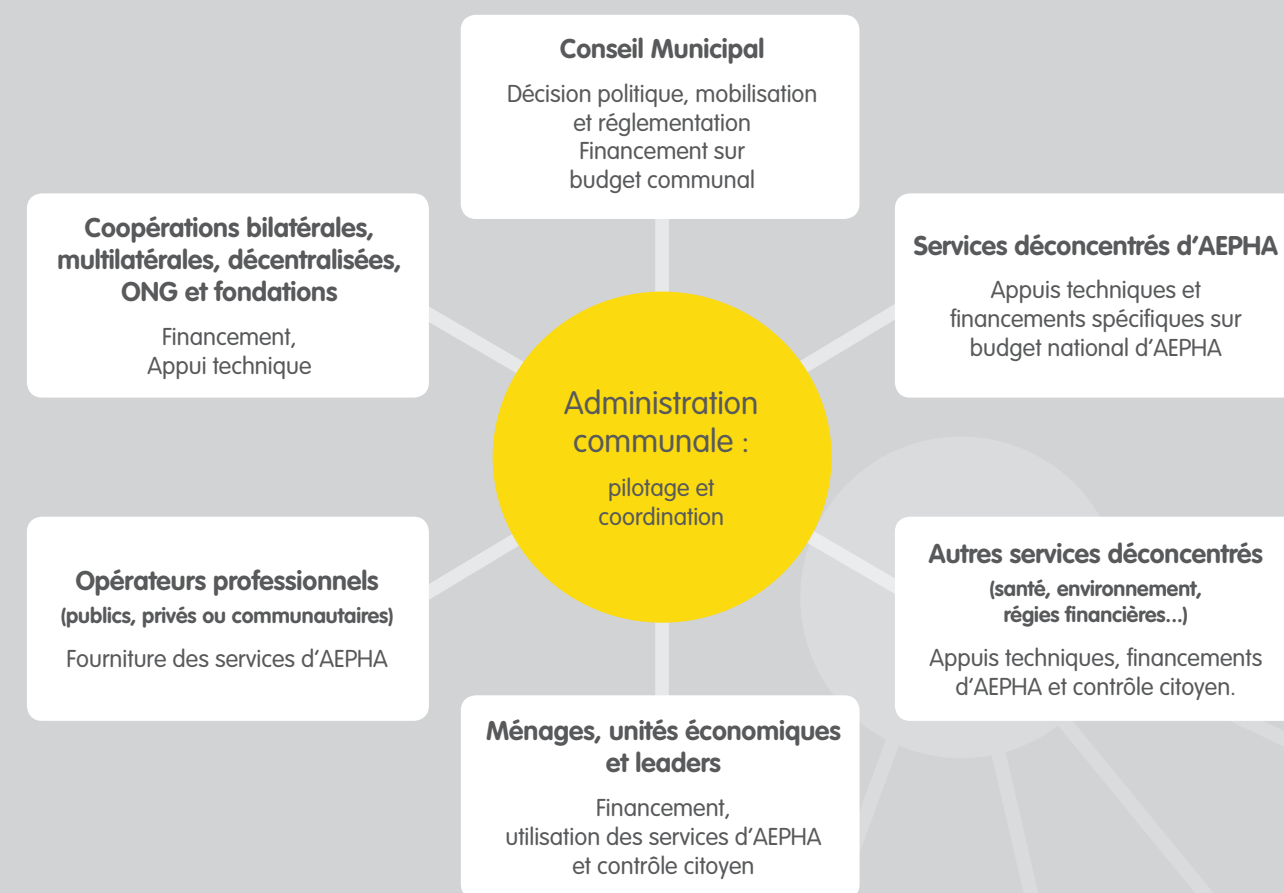 Conseil Municipal
Décision politique, mobilisation
et réglementation
Financement sur
budget communal
Coopérations bilatérales,
multilatérales, décentralisées,
ONG et fondations
Financement,
Appui technique
Services déconcentrés d’AEPHA
Appuis techniques et
financements spécifiques sur
budget national d’AEPHA
Administration
communale :
pilotage et
coordination
Opérateurs professionnels
(publics, privés ou communautaires)
Fourniture des services d’AEPHA
Autres services déconcentrés
(santé, environnement,
régies financières...)
Appuis techniques, financements
d’AEPHA et contrôle citoyen.
Ménages, unités économiques
et leaders
Financement,
utilisation des services d’AEPHA
et contrôle citoyen